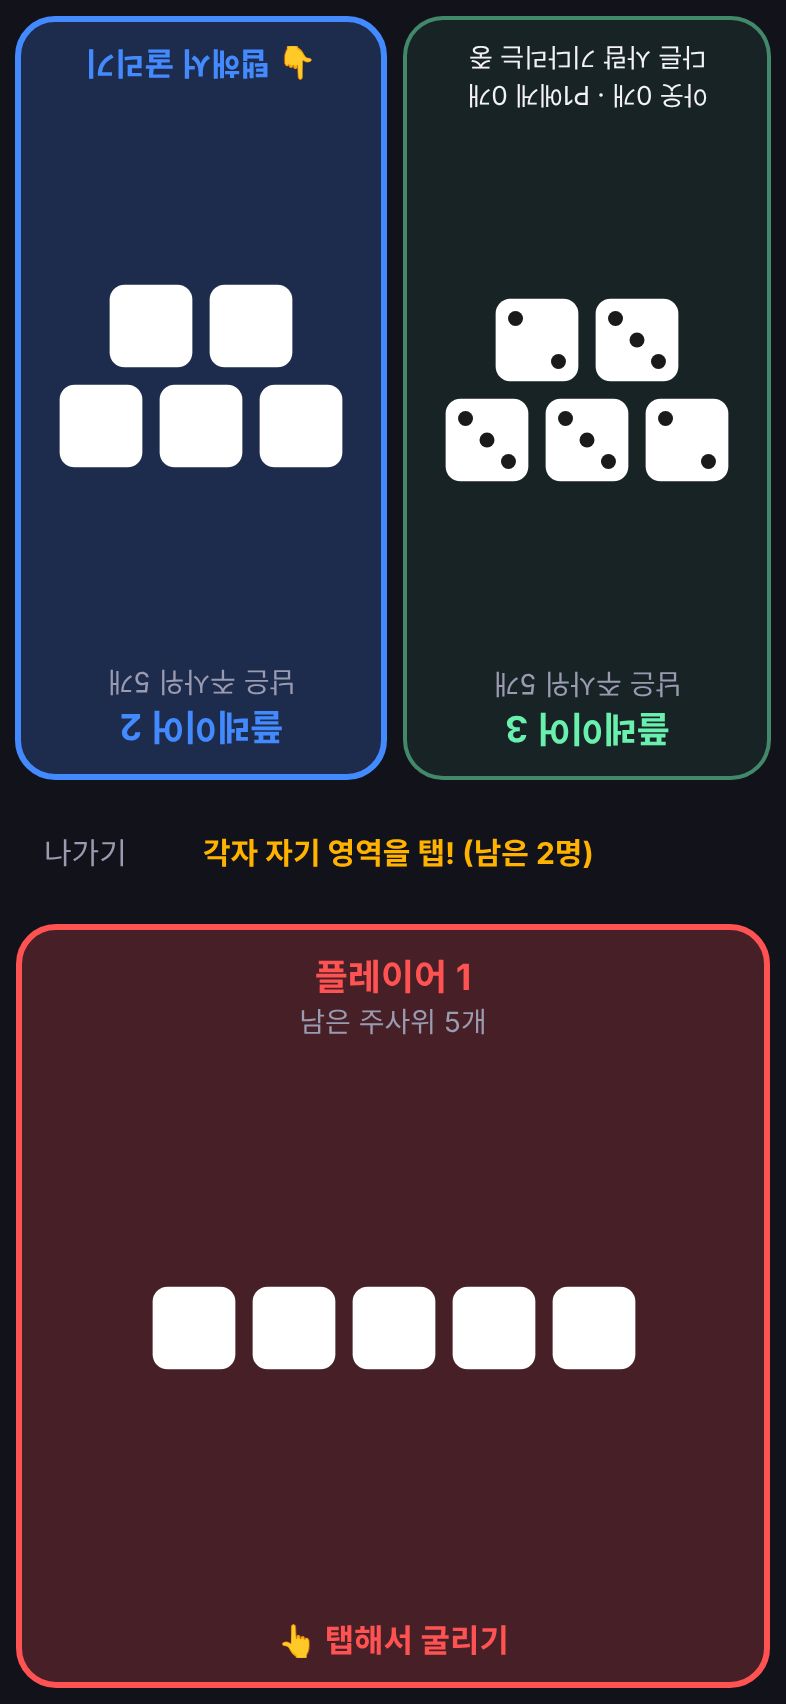 플레이어 2
남은 주사위 5개
👆 탭해서 굴리기
플레이어 3
남은 주사위 5개
아웃 0개 · P1에게 0개
다른 사람 기다리는 중
나가기
각자 자기 영역을 탭! (남은 2명)
플레이어 1
남은 주사위 5개
👆 탭해서 굴리기